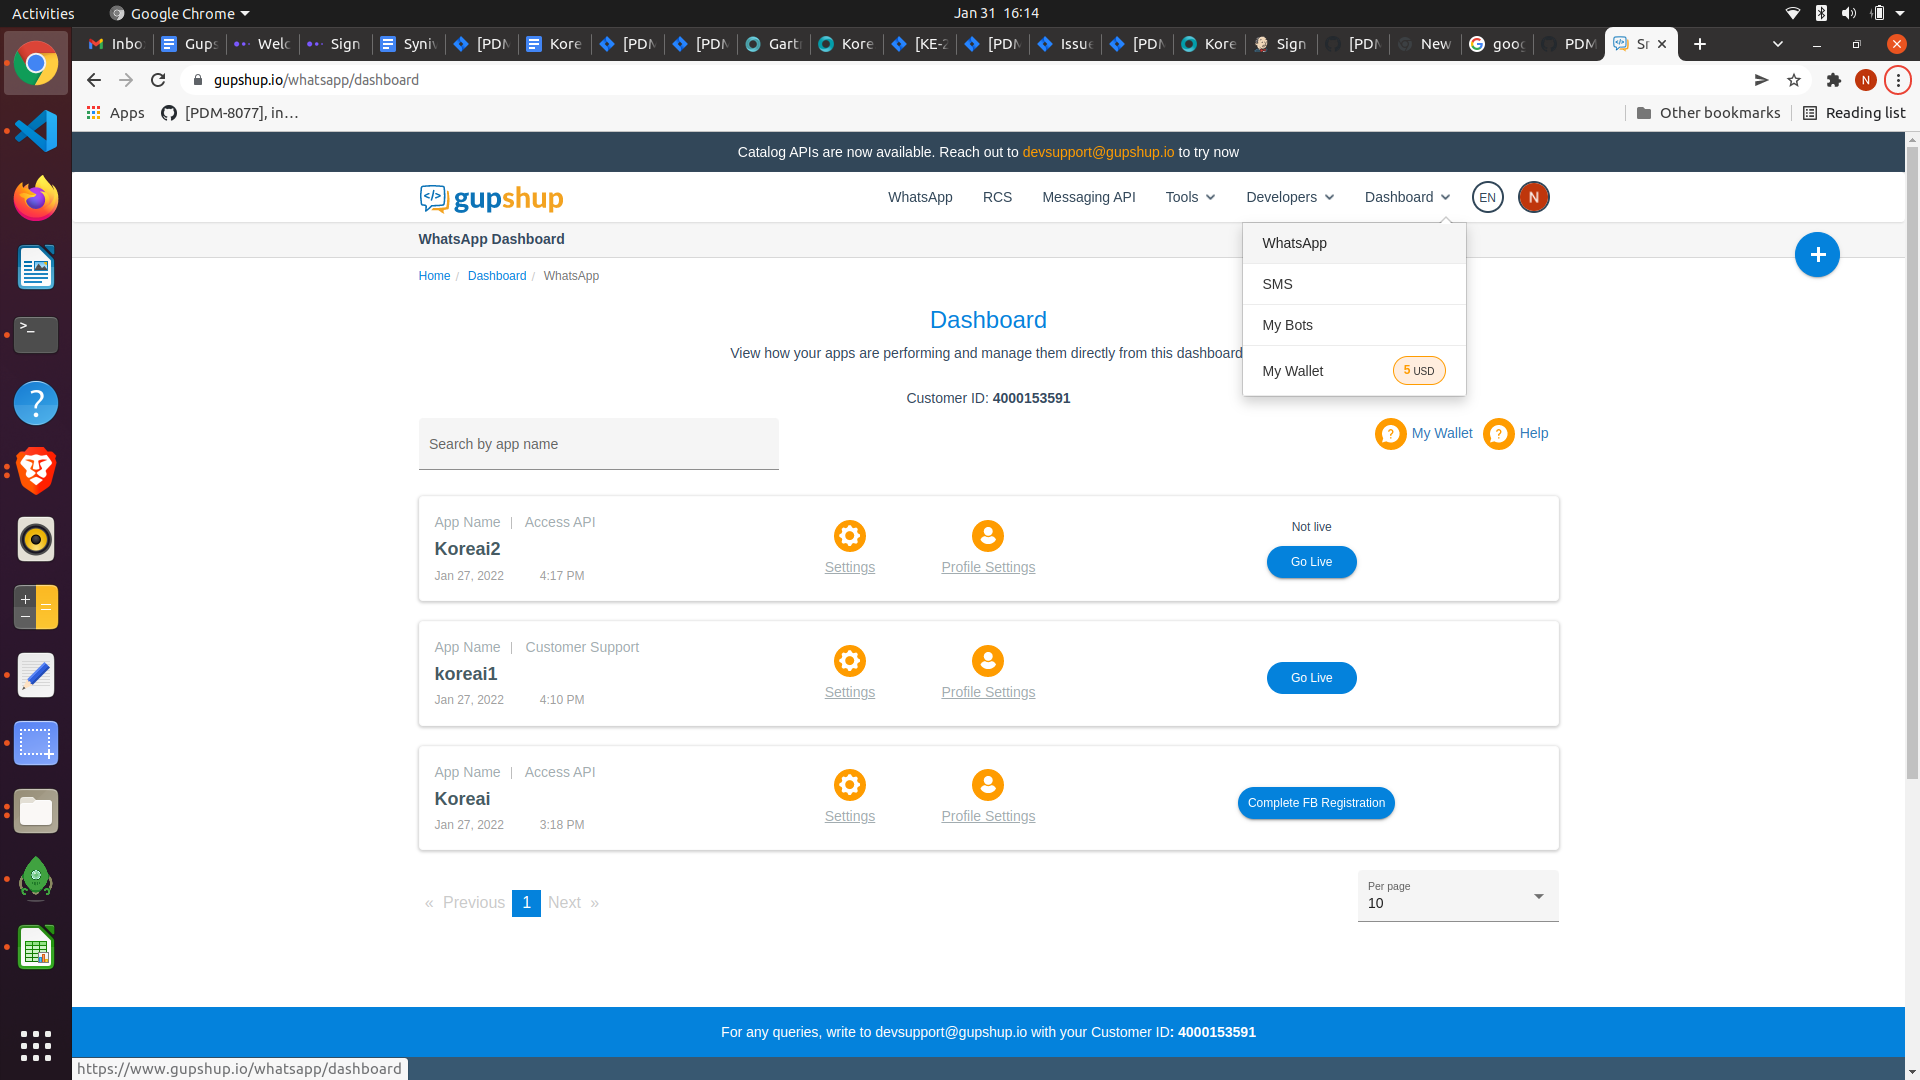 Activities
Google Chrome
Jan 31 16:14
Inbo
Gups
Welc
Sign
Syniv
[PDM
Kore
[PDM
[PDM
Gartn
Kore
[KE-2
[PDM
Issue
[PDM
Kore
Sign
[PDM
New
goog
PDM
gupshup.io/whatsapp/dashboard
N
Apps
[PDM-8077], in…
Other bookmarks
Reading list
Catalog APIs are now available. Reach out to devsupport@gupshup.io to try now
gupshup
WhatsApp
RCS
Messaging API
Tools
Developers
Dashboard
EN
N
WhatsApp Dashboard
WhatsApp
SMS
My Bots
My Wallet
5 USD
+
Home / Dashboard / WhatsApp
Dashboard
View how your apps are performing and manage them directly from this dashboard
Customer ID: 4000153591
Search by app name
My Wallet
Help
App Name | Access API
Koreai2
Jan 27, 2022 4:17 PM
Settings
Profile Settings
Not live
Go Live
App Name | Customer Support
koreai1
Jan 27, 2022 4:10 PM
Settings
Profile Settings
Go Live
App Name | Access API
Koreai
Jan 27, 2022 3:18 PM
Settings
Profile Settings
Complete FB Registration
« Previous 1 Next »
Per page
10
For any queries, write to devsupport@gupshup.io with your Customer ID: 4000153591
https://www.gupshup.io/whatsapp/dashboard